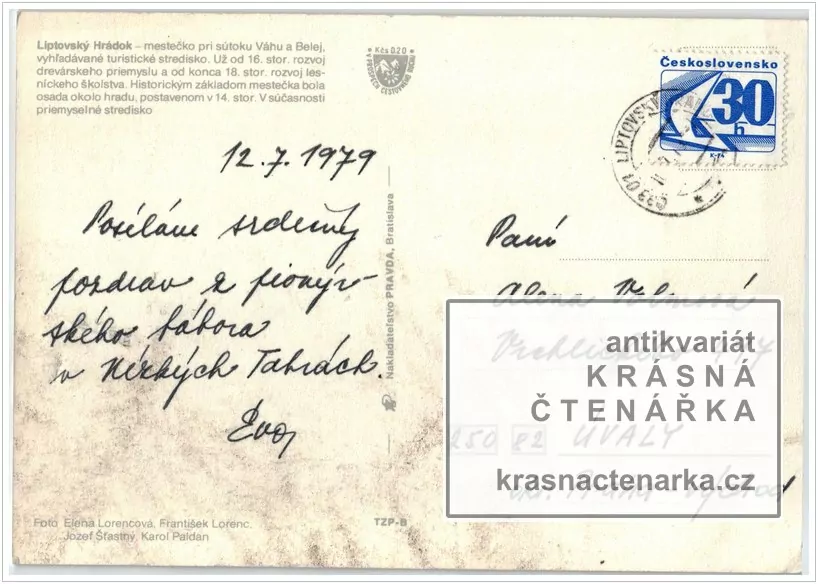 Liptovský Hrádok – mestečko pri sútoku Váhu a Belej,
vyhľadávané turistické stredisko. Už od 16. stor. rozvoj
drevárskeho priemyslu a od konca 18. stor. rozvoj les-
níckeho školstva. Historickým základom mestečka bola
osada okolo hradu, postavenom v 14. stor. V súčasnosti
priemyselné stredisko
Kčs 0,20
Československo
30
h
033 01 LIPTOVSKÝ
12.7.1979
Posíláme srdečný
pozdrav z pionýr-
ského tábora
v Nízkých Tatrách.
Eva
Nakladateľstvo PRAVDA, Bratislava
Paní
Alena
antikvariát
KRÁSNÁ
ČTENÁŘKA
250 82 ÚVALY
krasnactenarka.cz
okr. Praha-východ
Foto Elena Lorencová, František Lorenc,
Jozef Šťastný, Karol Paldan
TZP-B